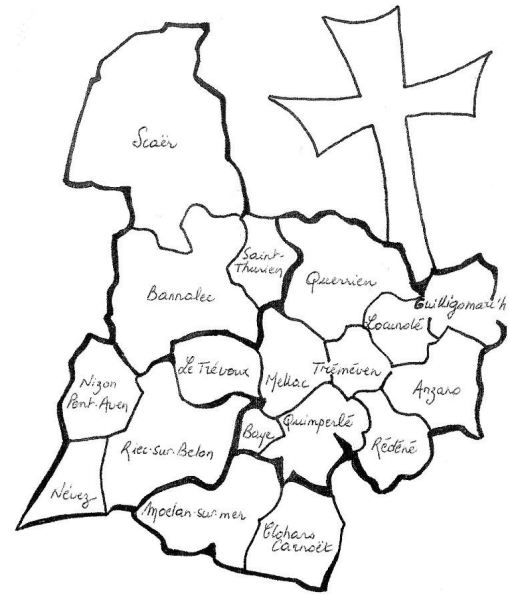 Scaër
Saint-
Thurien
Querrien
Bannalec
Guilligomarc'h
Locunolé
Le Trévoux
Mellac
Tréméven
Arzano
Nizon
Pont-Aven
Baye
Quimperlé
Rédéné
Riec-sur-Belon
Névez
Moelan-sur-mer
Clohars
Carnoët